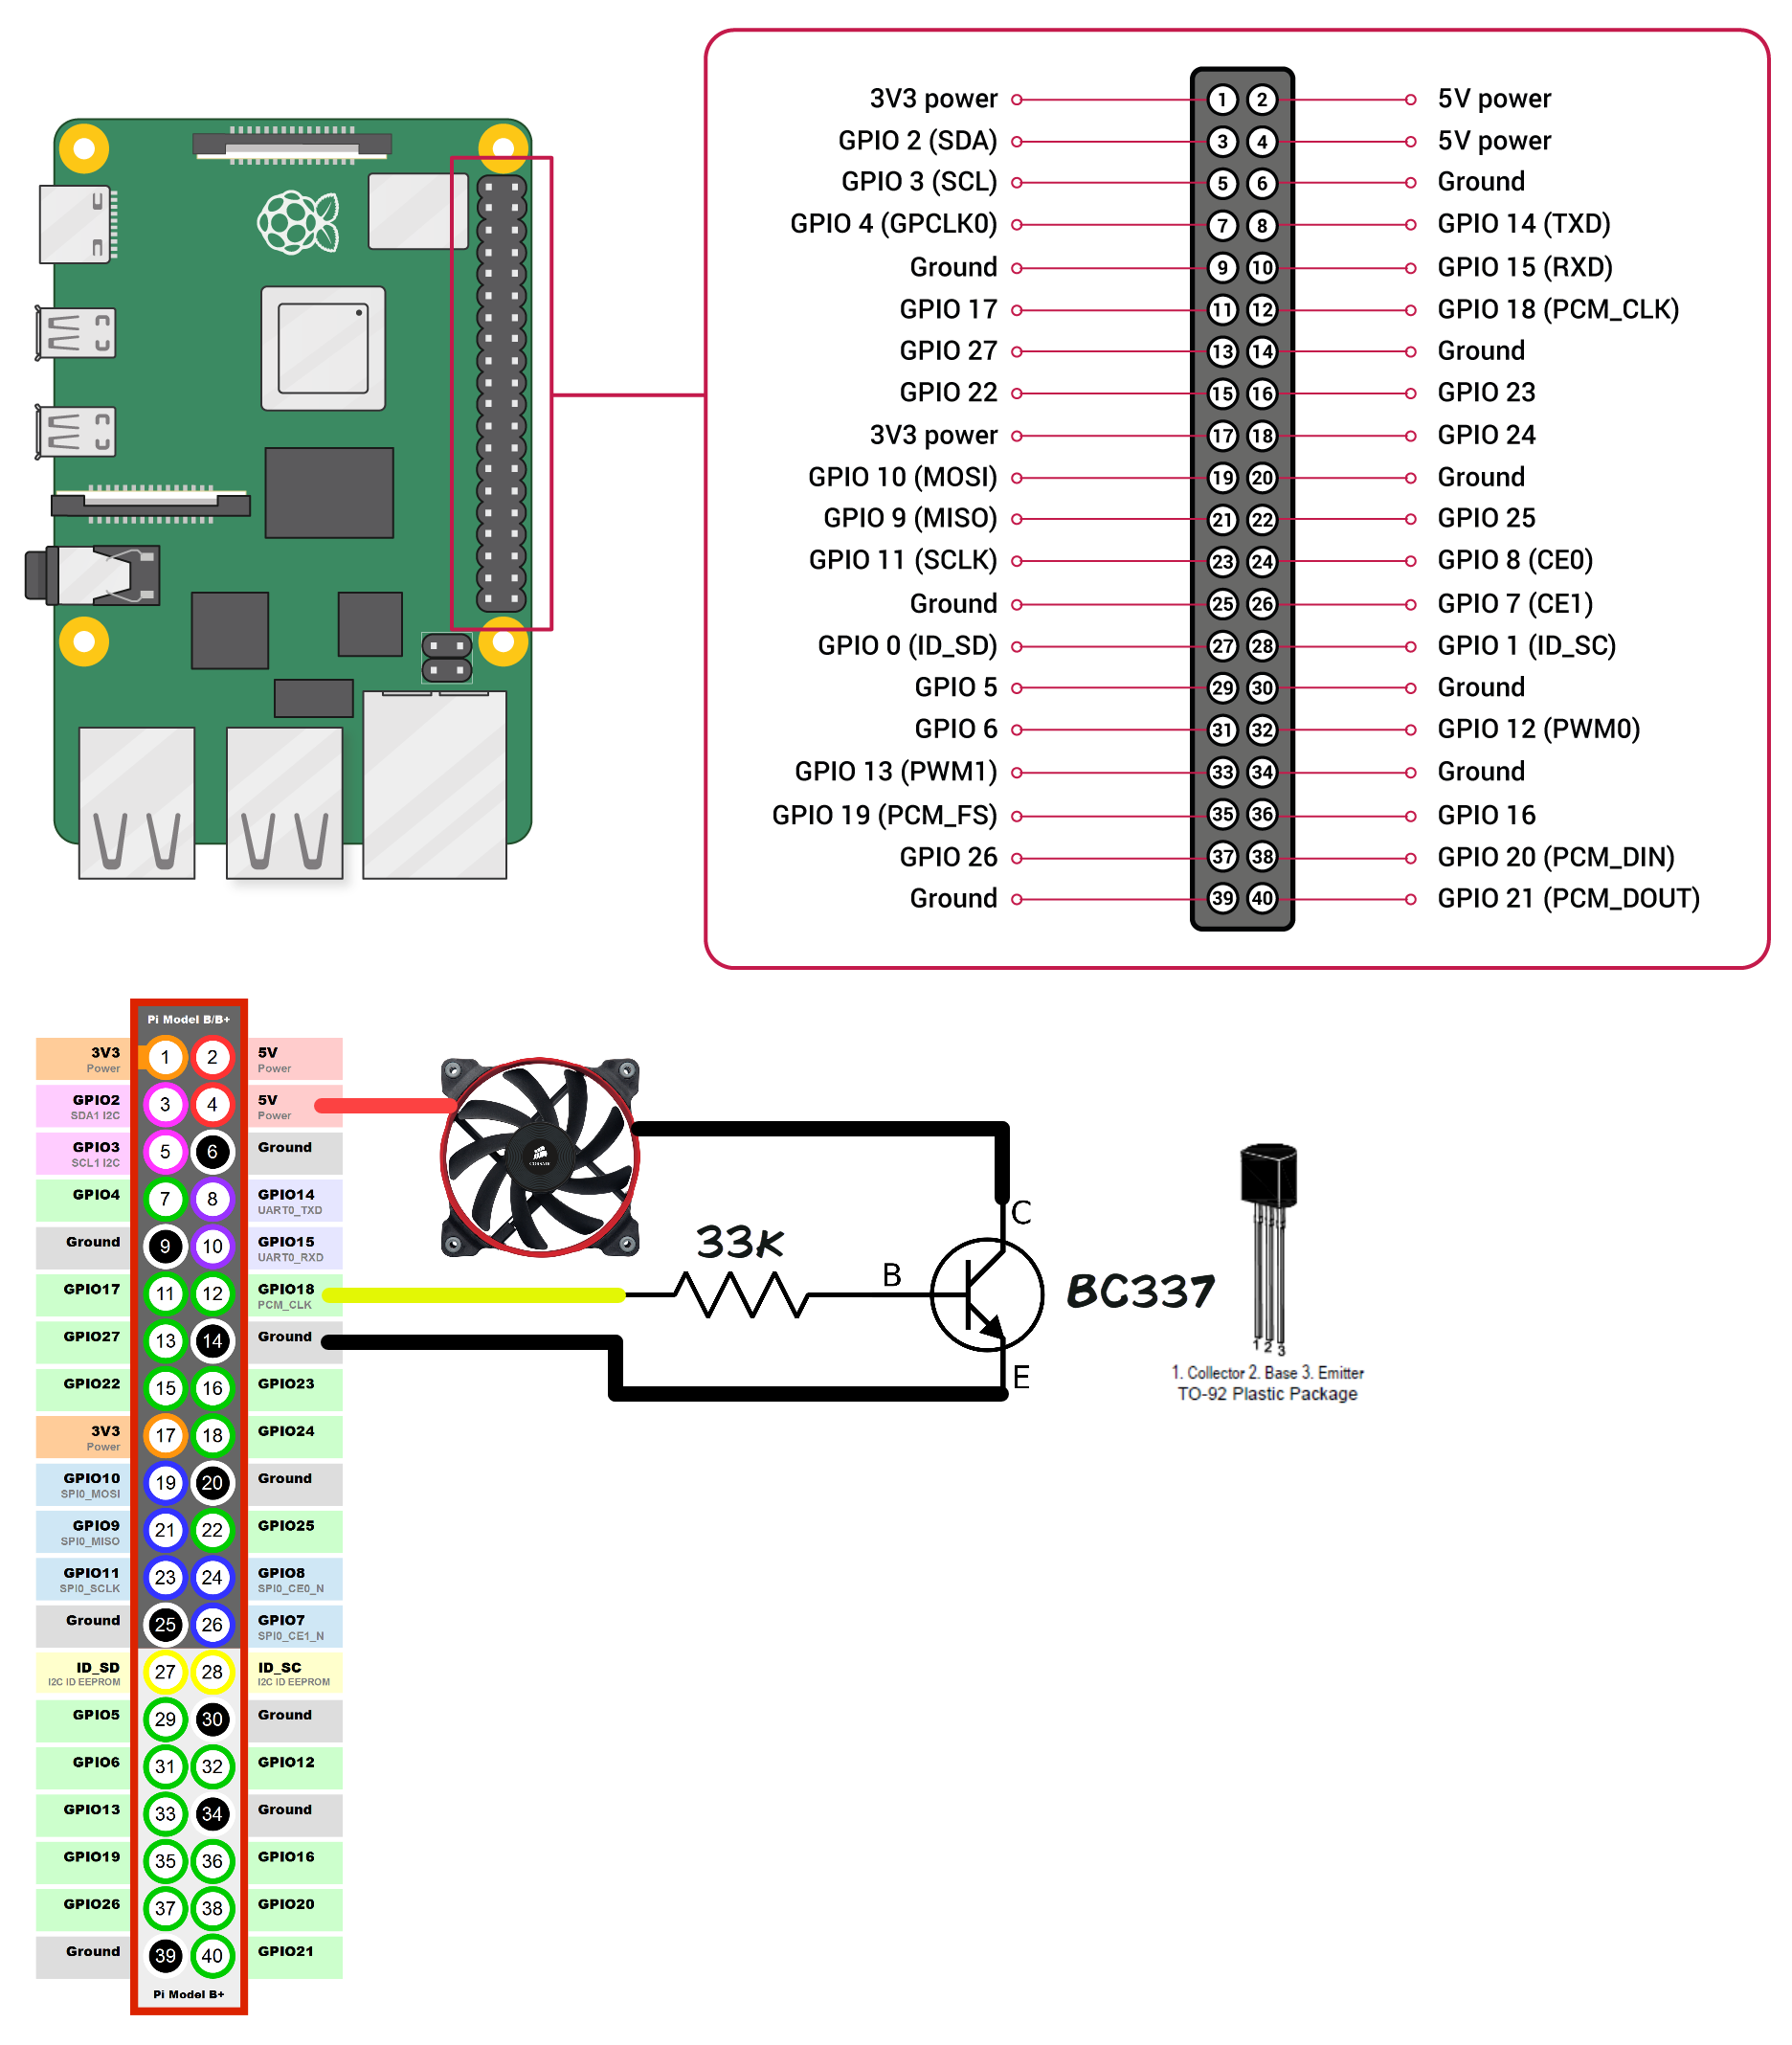 3V3 power 1 2 5V power
GPIO 2 (SDA) 3 4 5V power
GPIO 3 (SCL) 5 6 Ground
GPIO 4 (GPCLK0) 7 8 GPIO 14 (TXD)
Ground 9 10 GPIO 15 (RXD)
GPIO 17 11 12 GPIO 18 (PCM_CLK)
GPIO 27 13 14 Ground
GPIO 22 15 16 GPIO 23
3V3 power 17 18 GPIO 24
GPIO 10 (MOSI) 19 20 Ground
GPIO 9 (MISO) 21 22 GPIO 25
GPIO 11 (SCLK) 23 24 GPIO 8 (CE0)
Ground 25 26 GPIO 7 (CE1)
GPIO 0 (ID_SD) 27 28 GPIO 1 (ID_SC)
GPIO 5 29 30 Ground
GPIO 6 31 32 GPIO 12 (PWM0)
GPIO 13 (PWM1) 33 34 Ground
GPIO 19 (PCM_FS) 35 36 GPIO 16
GPIO 26 37 38 GPIO 20 (PCM_DIN)
Ground 39 40 GPIO 21 (PCM_DOUT)
Pi Model B/B+
3V3 1 2 5V
Power Power
GPIO2 3 4 5V
SDA1 I2C Power
GPIO3 5 6 Ground
SCL1 I2C
GPIO4 7 8 GPIO14
UART0_TXD
Ground 9 10 GPIO15
UART0_RXD
GPIO17 11 12 GPIO18
PCM_CLK
GPIO27 13 14 Ground
GPIO22 15 16 GPIO23
3V3 17 18 GPIO24
Power
GPIO10 19 20 Ground
SPI0_MOSI
GPIO9 21 22 GPIO25
SPI0_MISO
GPIO11 23 24 GPIO8
SPI0_SCLK SPI0_CE0_N
Ground 25 26 GPIO7
SPI0_CE1_N
ID_SD 27 28 ID_SC
I2C ID EEPROM I2C ID EEPROM
GPIO5 29 30 Ground
GPIO6 31 32 GPIO12
GPIO13 33 34 Ground
GPIO19 35 36 GPIO16
GPIO26 37 38 GPIO20
Ground 39 40 GPIO21
Pi Model B+
CORSAIR
33K
C
B
E
BC337
1 2 3
1. Collector 2. Base 3. Emitter
TO-92 Plastic Package